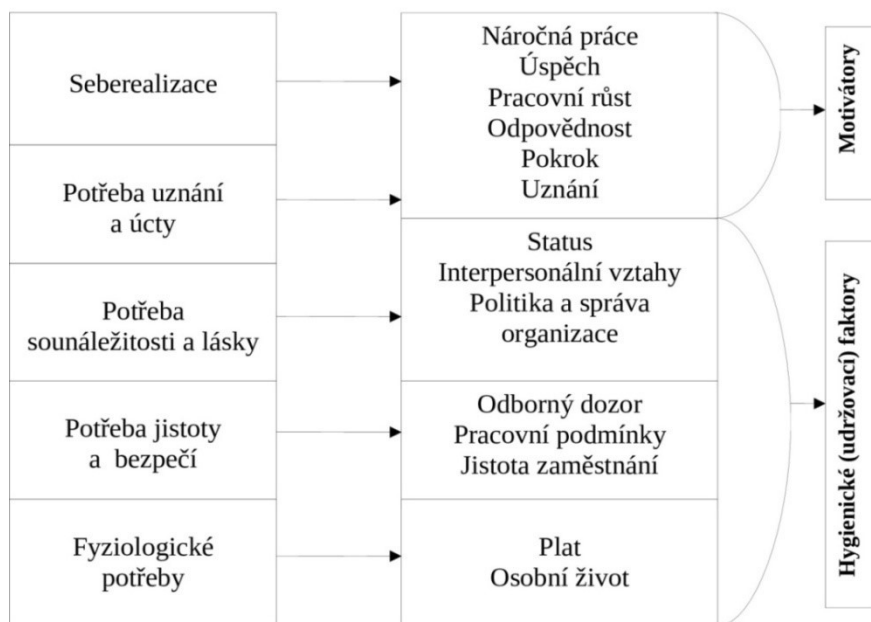 Seberealizace
Potřeba uznání
a úcty
Potřeba
sounáležitosti a lásky
Potřeba jistoty
a bezpečí
Fyziologické
potřeby
Náročná práce
Úspěch
Pracovní růst
Odpovědnost
Pokrok
Uznání
Status
Interpersonální vztahy
Politika a správa
organizace
Odborný dozor
Pracovní podmínky
Jistota zaměstnání
Plat
Osobní život
Motivátory
Hygienické (udržovací) faktory